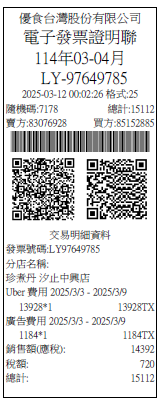 優食台灣股份有限公司
電子發票證明聯
114年03-04月
LY-97649785
2025-03-12 00:02:26 格式:25
隨機碼:7178 總計:15112
賣方:83076928 買方:85152885
交易明細資料
發票號碼:LY97649785
分店名稱:
珍煮丹 汐止中興店
Uber 費用 2025/3/3 - 2025/3/9
13928*1 13928TX
廣告費用 2025/3/3 - 2025/3/9
1184*1 1184TX
銷售額(應稅): 14392
稅額: 720
總計: 15112